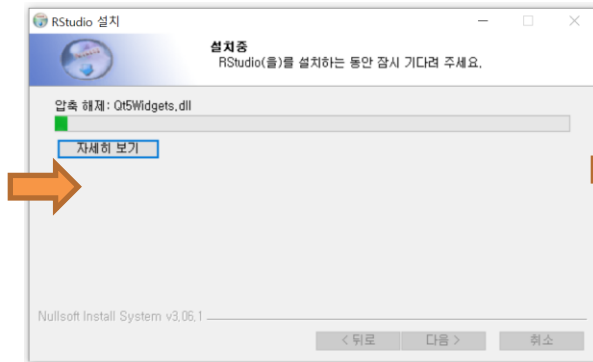 RStudio 설치
설치중
RStudio(을)를 설치하는 동안 잠시 기다려 주세요.
압축 해제: Qt5Widgets.dll
자세히 보기
Nullsoft Install System v3.06.1
< 뒤로
다음 >
취소